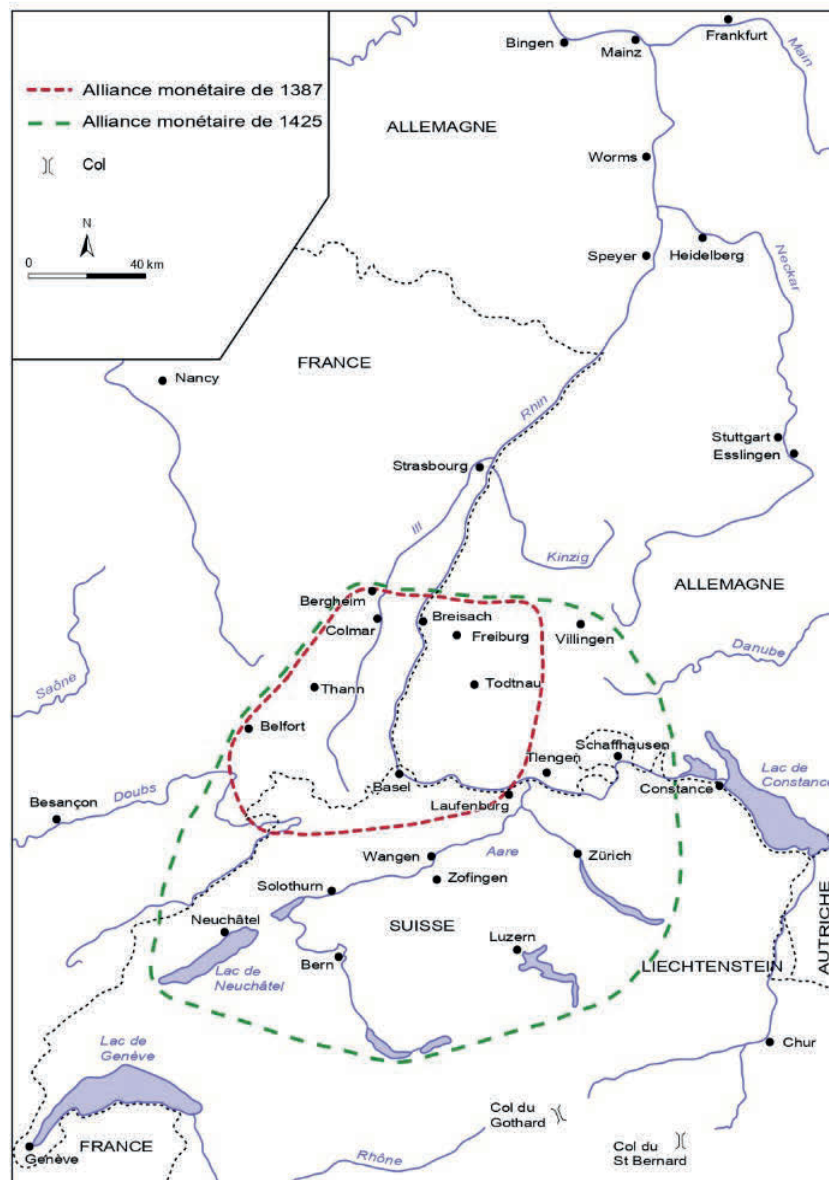 Alliance monétaire de 1387
Alliance monétaire de 1425
Col
N
0 40 km
Bingen
Mainz
Frankfurt
Main
ALLEMAGNE
Worms
Speyer
Heidelberg
Neckar
FRANCE
Nancy
Rhin
Stuttgart
Esslingen
Strasbourg
Ill
Kinzig
ALLEMAGNE
Bergheim
Colmar
Breisach
Freiburg
Villingen
Danube
Saône
Thann
Todtnau
Belfort
Schaffhausen
Tiengen
Basel
Lac de
Constance
Constance
Besançon
Doubs
Laufenburg
Wangen
Aare
Zürich
Zofingen
Solothurn
Neuchâtel
SUISSE
Luzern
Bern
Lac de
Neuchâtel
LIECHTENSTEIN
AUTRICHE
Lac de
Genève
Chur
Col du
Gothard
Col du
St Bernard
FRANCE
Genève
Rhône